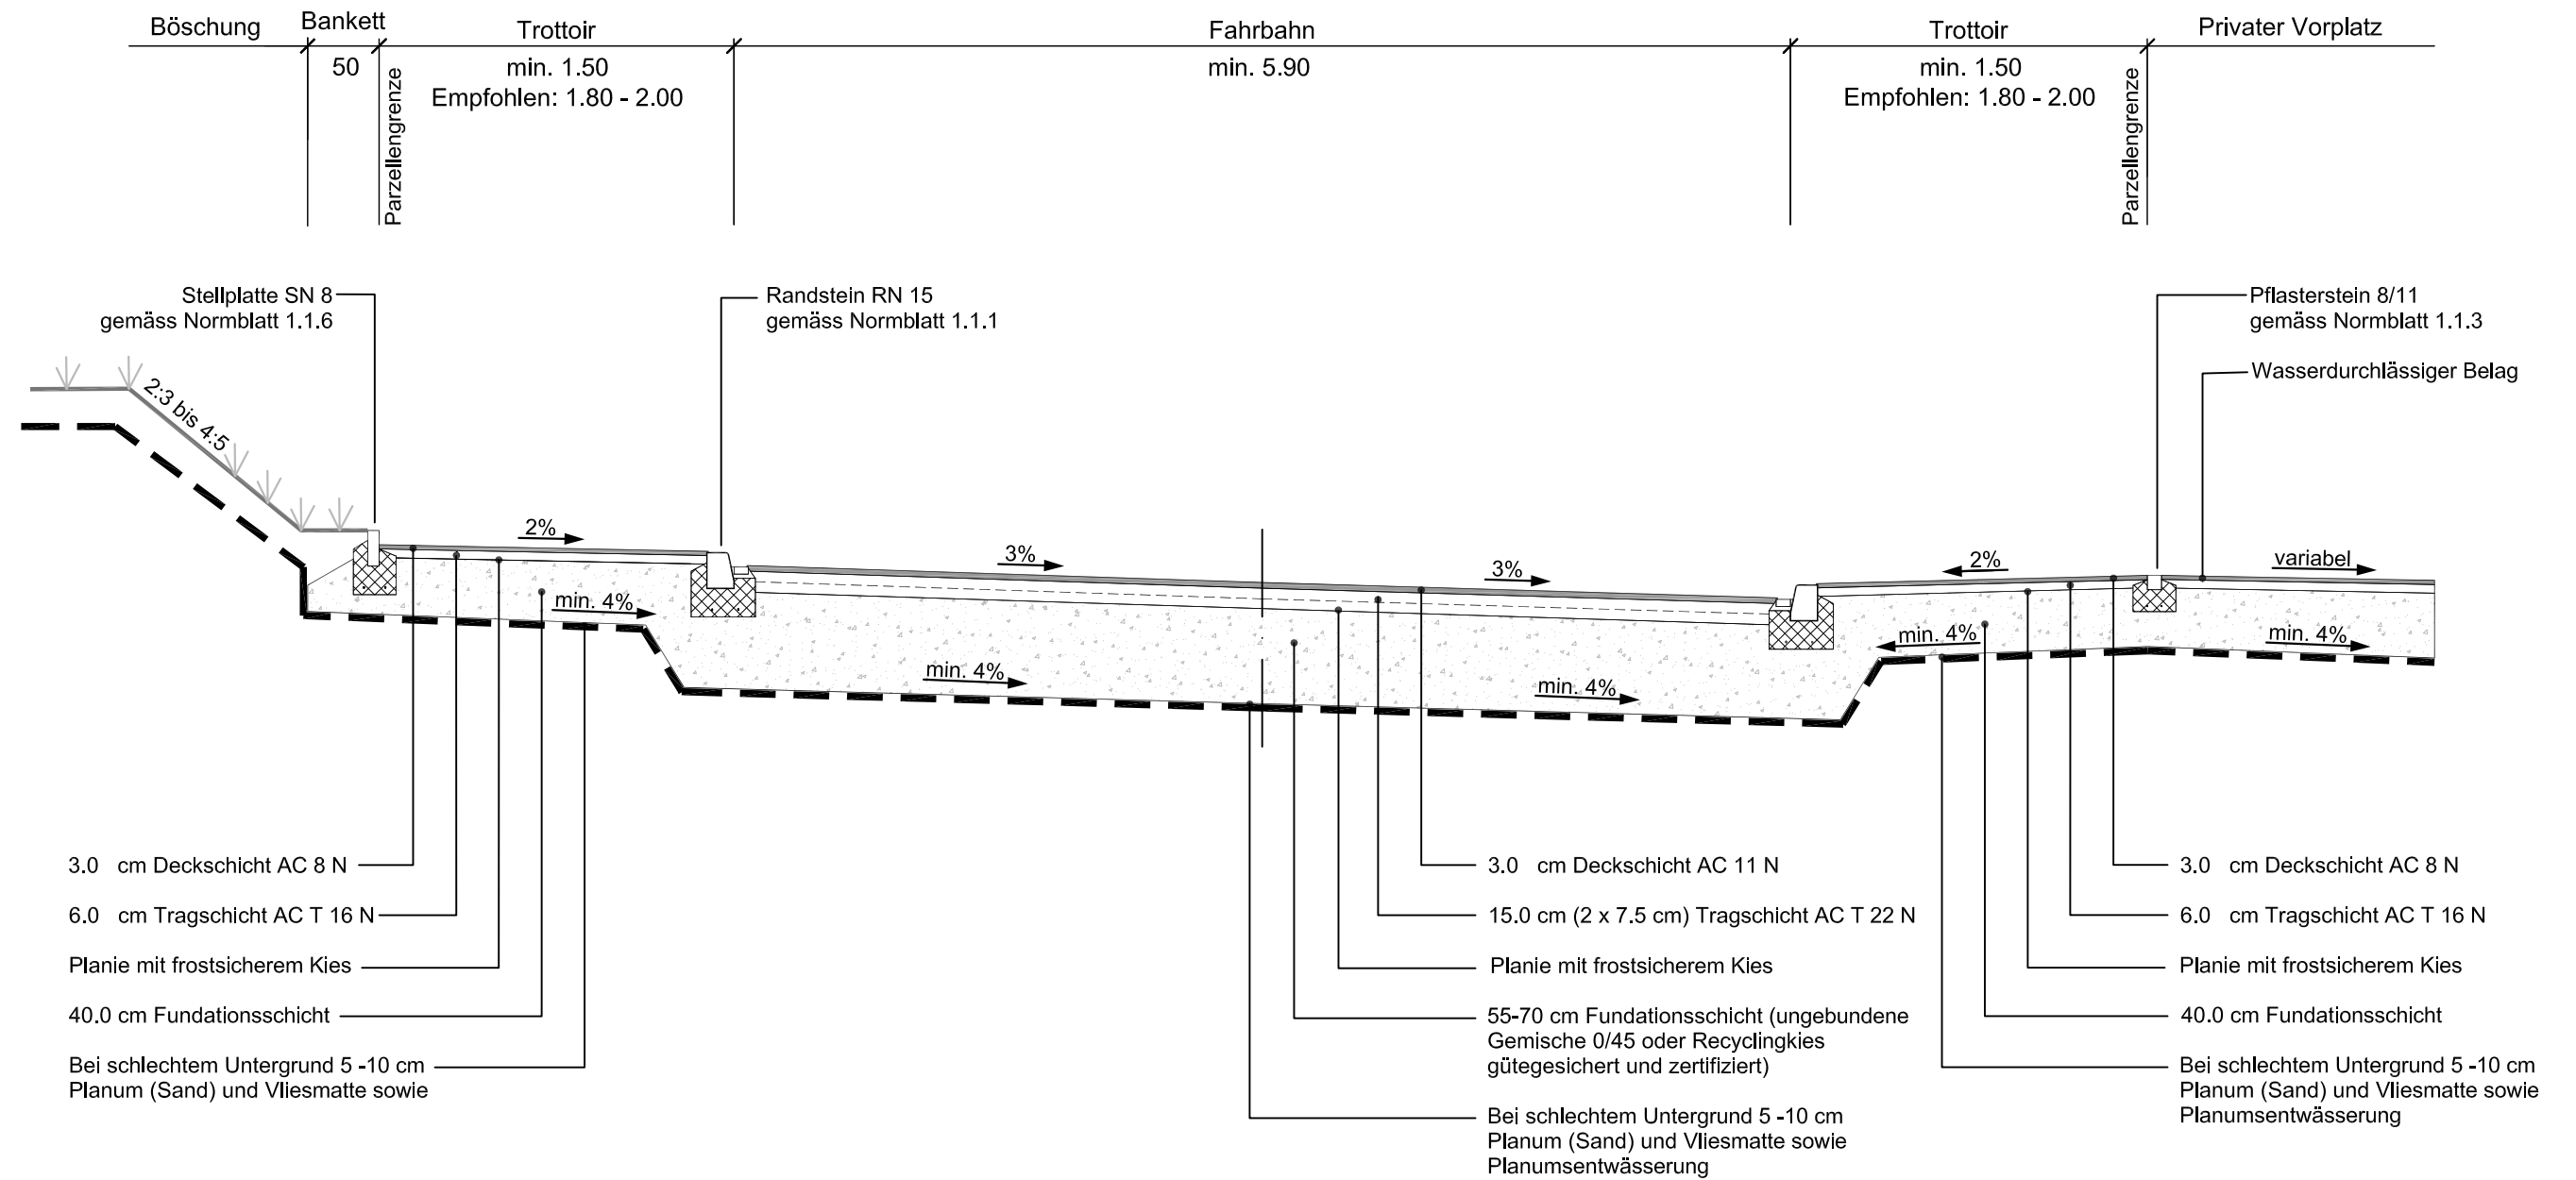 Böschung
Bankett
Trottoir
Fahrbahn
Trottoir
Privater Vorplatz
50
min. 1.50
min. 5.90
min. 1.50
Empfohlen: 1.80 - 2.00
Empfohlen: 1.80 - 2.00
Parzellengrenze
Parzellengrenze
Stellplatte SN 8
gemäss Normblatt 1.1.6
Randstein RN 15
gemäss Normblatt 1.1.1
Pflasterstein 8/11
gemäss Normblatt 1.1.3
Wasserdurchlässiger Belag
2:3 bis 4:5
2%
3%
3%
2%
variabel
min. 4%
min. 4%
min. 4%
min. 4%
min. 4%
3.0 cm Deckschicht AC 8 N
6.0 cm Tragschicht AC T 16 N
Planie mit frostsicherem Kies
40.0 cm Fundationsschicht
Bei schlechtem Untergrund 5 -10 cm
Planum (Sand) und Vliesmatte sowie
3.0 cm Deckschicht AC 11 N
15.0 cm (2 x 7.5 cm) Tragschicht AC T 22 N
Planie mit frostsicherem Kies
55-70 cm Fundationsschicht (ungebundene
Gemische 0/45 oder Recyclingkies
gütegesichert und zertifiziert)
Bei schlechtem Untergrund 5 -10 cm
Planum (Sand) und Vliesmatte sowie
Planumsentwässerung
3.0 cm Deckschicht AC 8 N
6.0 cm Tragschicht AC T 16 N
Planie mit frostsicherem Kies
40.0 cm Fundationsschicht
Bei schlechtem Untergrund 5 -10 cm
Planum (Sand) und Vliesmatte sowie
Planumsentwässerung